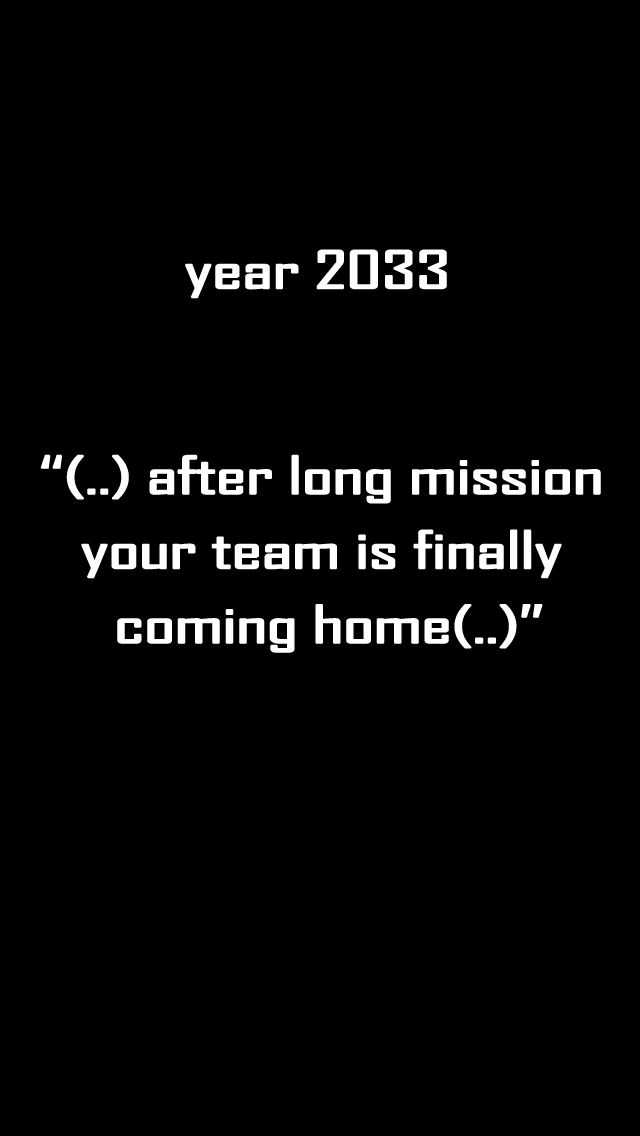 year 2033
“(..) after long mission
your team is finally
coming home(..)”